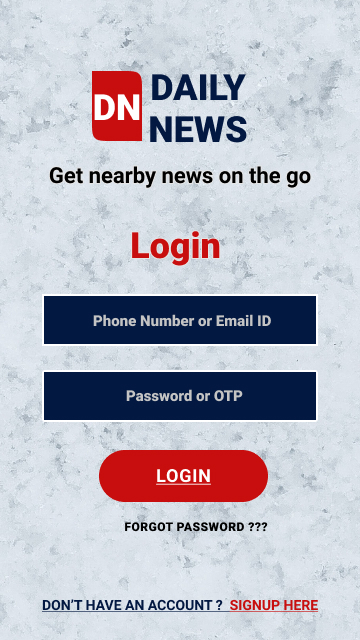 DN
DAILY
NEWS
Get nearby news on the go
Login
Phone Number or Email ID
Password or OTP
LOGIN
FORGOT PASSWORD ???
DON'T HAVE AN ACCOUNT ? SIGNUP HERE